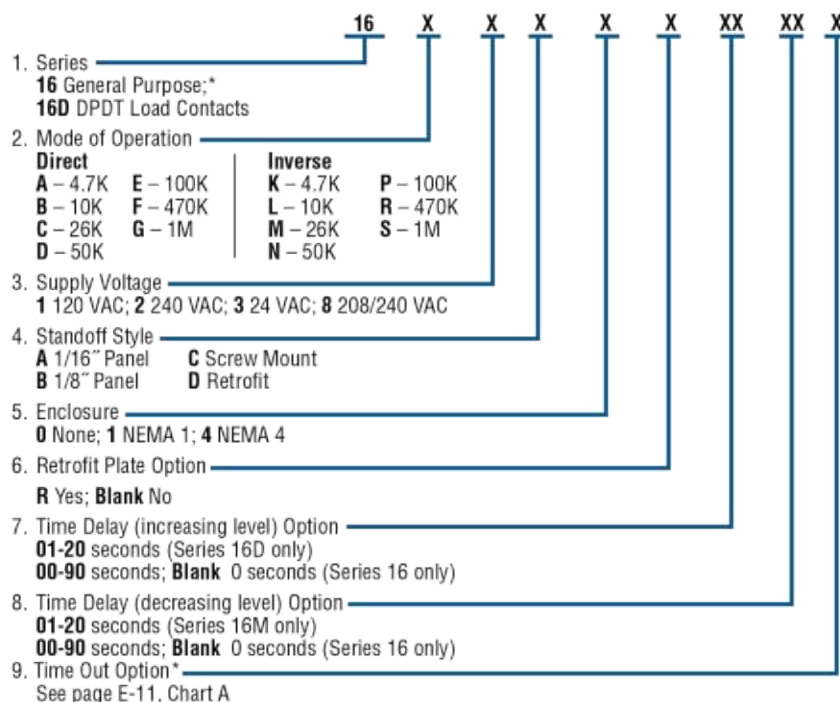 16 X X X X X XX XX X
1. Series
16 General Purpose;*
16D DPDT Load Contacts
2. Mode of Operation
Direct Inverse
A – 4.7K E – 100K K – 4.7K P – 100K
B – 10K F – 470K L – 10K R – 470K
C – 26K G – 1M M – 26K S – 1M
D – 50K N – 50K
3. Supply Voltage
1 120 VAC; 2 240 VAC; 3 24 VAC; 8 208/240 VAC
4. Standoff Style
A 1/16˝ Panel C Screw Mount
B 1/8˝ Panel D Retrofit
5. Enclosure
0 None; 1 NEMA 1; 4 NEMA 4
6. Retrofit Plate Option
R Yes; Blank No
7. Time Delay (increasing level) Option
01-20 seconds (Series 16D only)
00-90 seconds; Blank 0 seconds (Series 16 only)
8. Time Delay (decreasing level) Option
01-20 seconds (Series 16M only)
00-90 seconds; Blank 0 seconds (Series 16 only)
9. Time Out Option*
See page E-11, Chart A